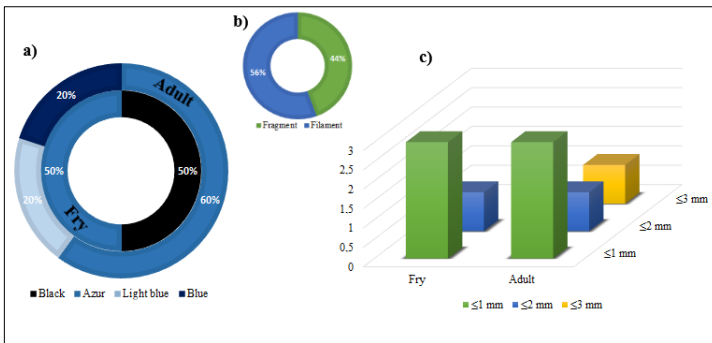 a)
20%
Adult
50%
50%
20%
Fry
60%
Black Azur Light blue Blue
b)
56%
44%
Fragment Filament
c)
3
2.5
2
1.5
1
0.5
0
Fry Adult
≤1 mm
≤2 mm
≤3 mm
≤1 mm ≤2 mm ≤3 mm